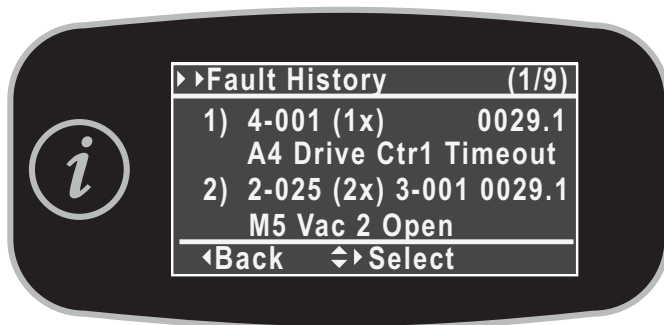 Fault History (1/9)
1) 4-001 (1x) 0029.1
A4 Drive Ctr1 Timeout
2) 2-025 (2x) 3-001 0029.1
M5 Vac 2 Open
Back Select
i